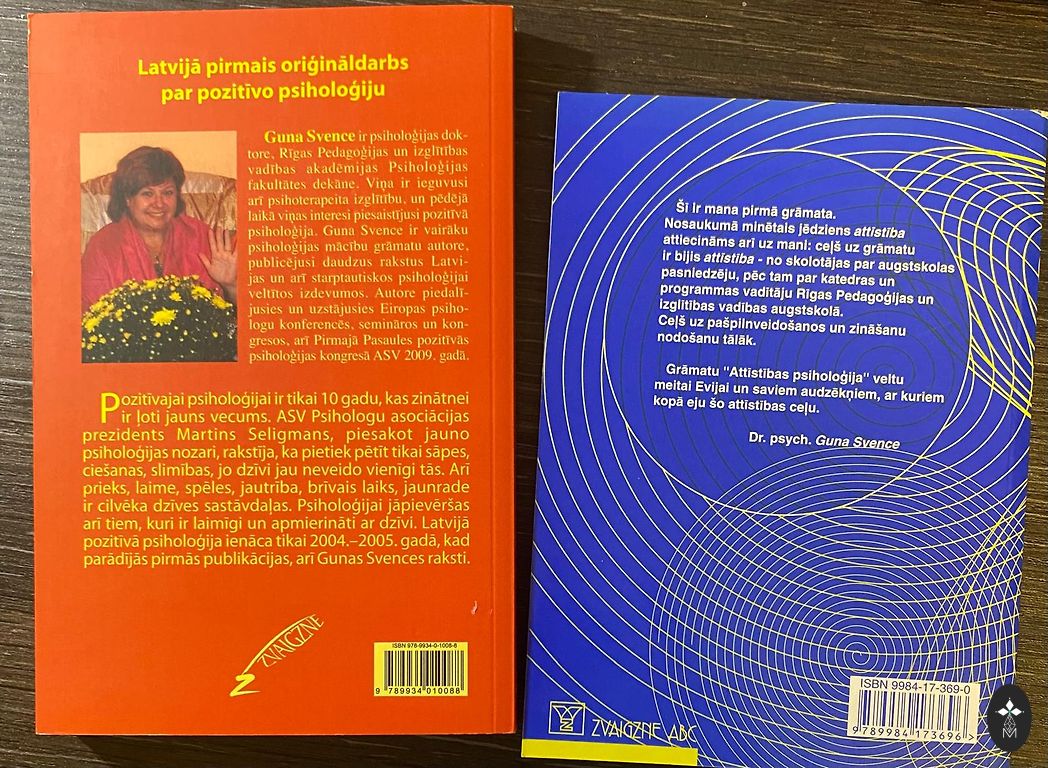 Latvijā pirmais oriģināldarbs
par pozitīvo psiholoģiju
Guna Svence ir psiholoģijas dok-
tore, Rīgas Pedagoģijas un izglītības
vadības akadēmijas Psiholoģijas
fakultātes dekāne. Viņa ir ieguvusi
arī psihoterapeita izglītību, un pēdējā
laikā viņas interesi piesaistījusi pozitīvā
psiholoģija. Guna Svence ir vairāku
psiholoģijas mācību grāmatu autore,
publicējusi daudzus rakstus Latvi-
jas un arī starptautiskos psiholoģijai
veltītos izdevumos. Autore piedalī-
jusies un uzstājusies Eiropas psiho-
logu konferencēs, semināros un kon-
gresos, arī Pirmajā Pasaules pozitīvās
psiholoģijas kongresā ASV 2009. gadā.
Pozitīvajai psiholoģijai ir tikai 10 gadu, kas zinātnei
ir ļoti jauns vecums. ASV Psihologu asociācijas
prezidents Martins Seligmans, piesakot jauno
psiholoģijas nozari, rakstīja, ka pietiek pētīt tikai sāpes,
ciešanas, slimības, jo dzīvi jau neveido vienīgi tās. Arī
prieks, laime, spēles, jautrība, brīvais laiks, jaunrade
ir cilvēka dzīves sastāvdaļas. Psiholoģijai jāpievēršas
arī tiem, kuri ir laimīgi un apmierināti ar dzīvi. Latvijā
pozitīvā psiholoģija ienāca tikai 2004.–2005. gadā, kad
parādījās pirmās publikācijas, arī Gunas Svences raksti.
ZVAIGZNE
ISBN 978-9934-0-1008-8
9 789934 010088
Šī ir mana pirmā grāmata.
Nosaukumā minētais jēdziens attīstība
attiecināms arī uz mani: ceļš uz grāmatu
ir bijis attīstība - no skolotājas par augstskolas
pasniedzēju, pēc tam par katedras un
programmas vadītāju Rīgas Pedagoģijas un
izglītības vadības augstskolā.
Ceļš uz pašpilnveidošanos un zināšanu
nodošanu tālāk.
Grāmatu "Attīstības psiholoģija" veltu
meitai Evijai un saviem audzēkņiem, ar kuriem
kopā eju šo attīstības ceļu.
Dr. psych. Guna Svence
ZVAIGZNE ABC
ISBN 9984-17-369-0
9 789984 173696
M